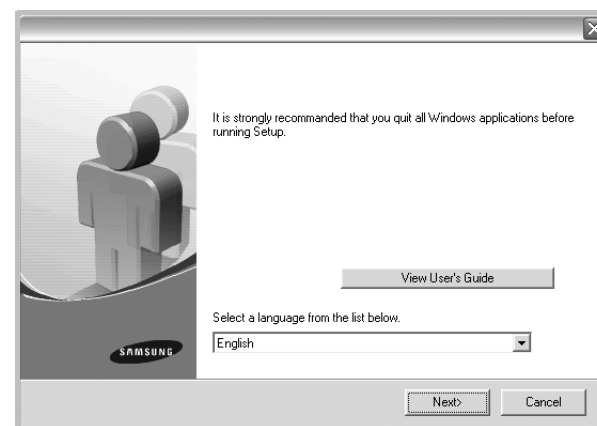 It is strongly recommanded that you quit all Windows applications before
running Setup.
View User's Guide
Select a language from the list below.
English
SAMSUNG
Next>
Cancel